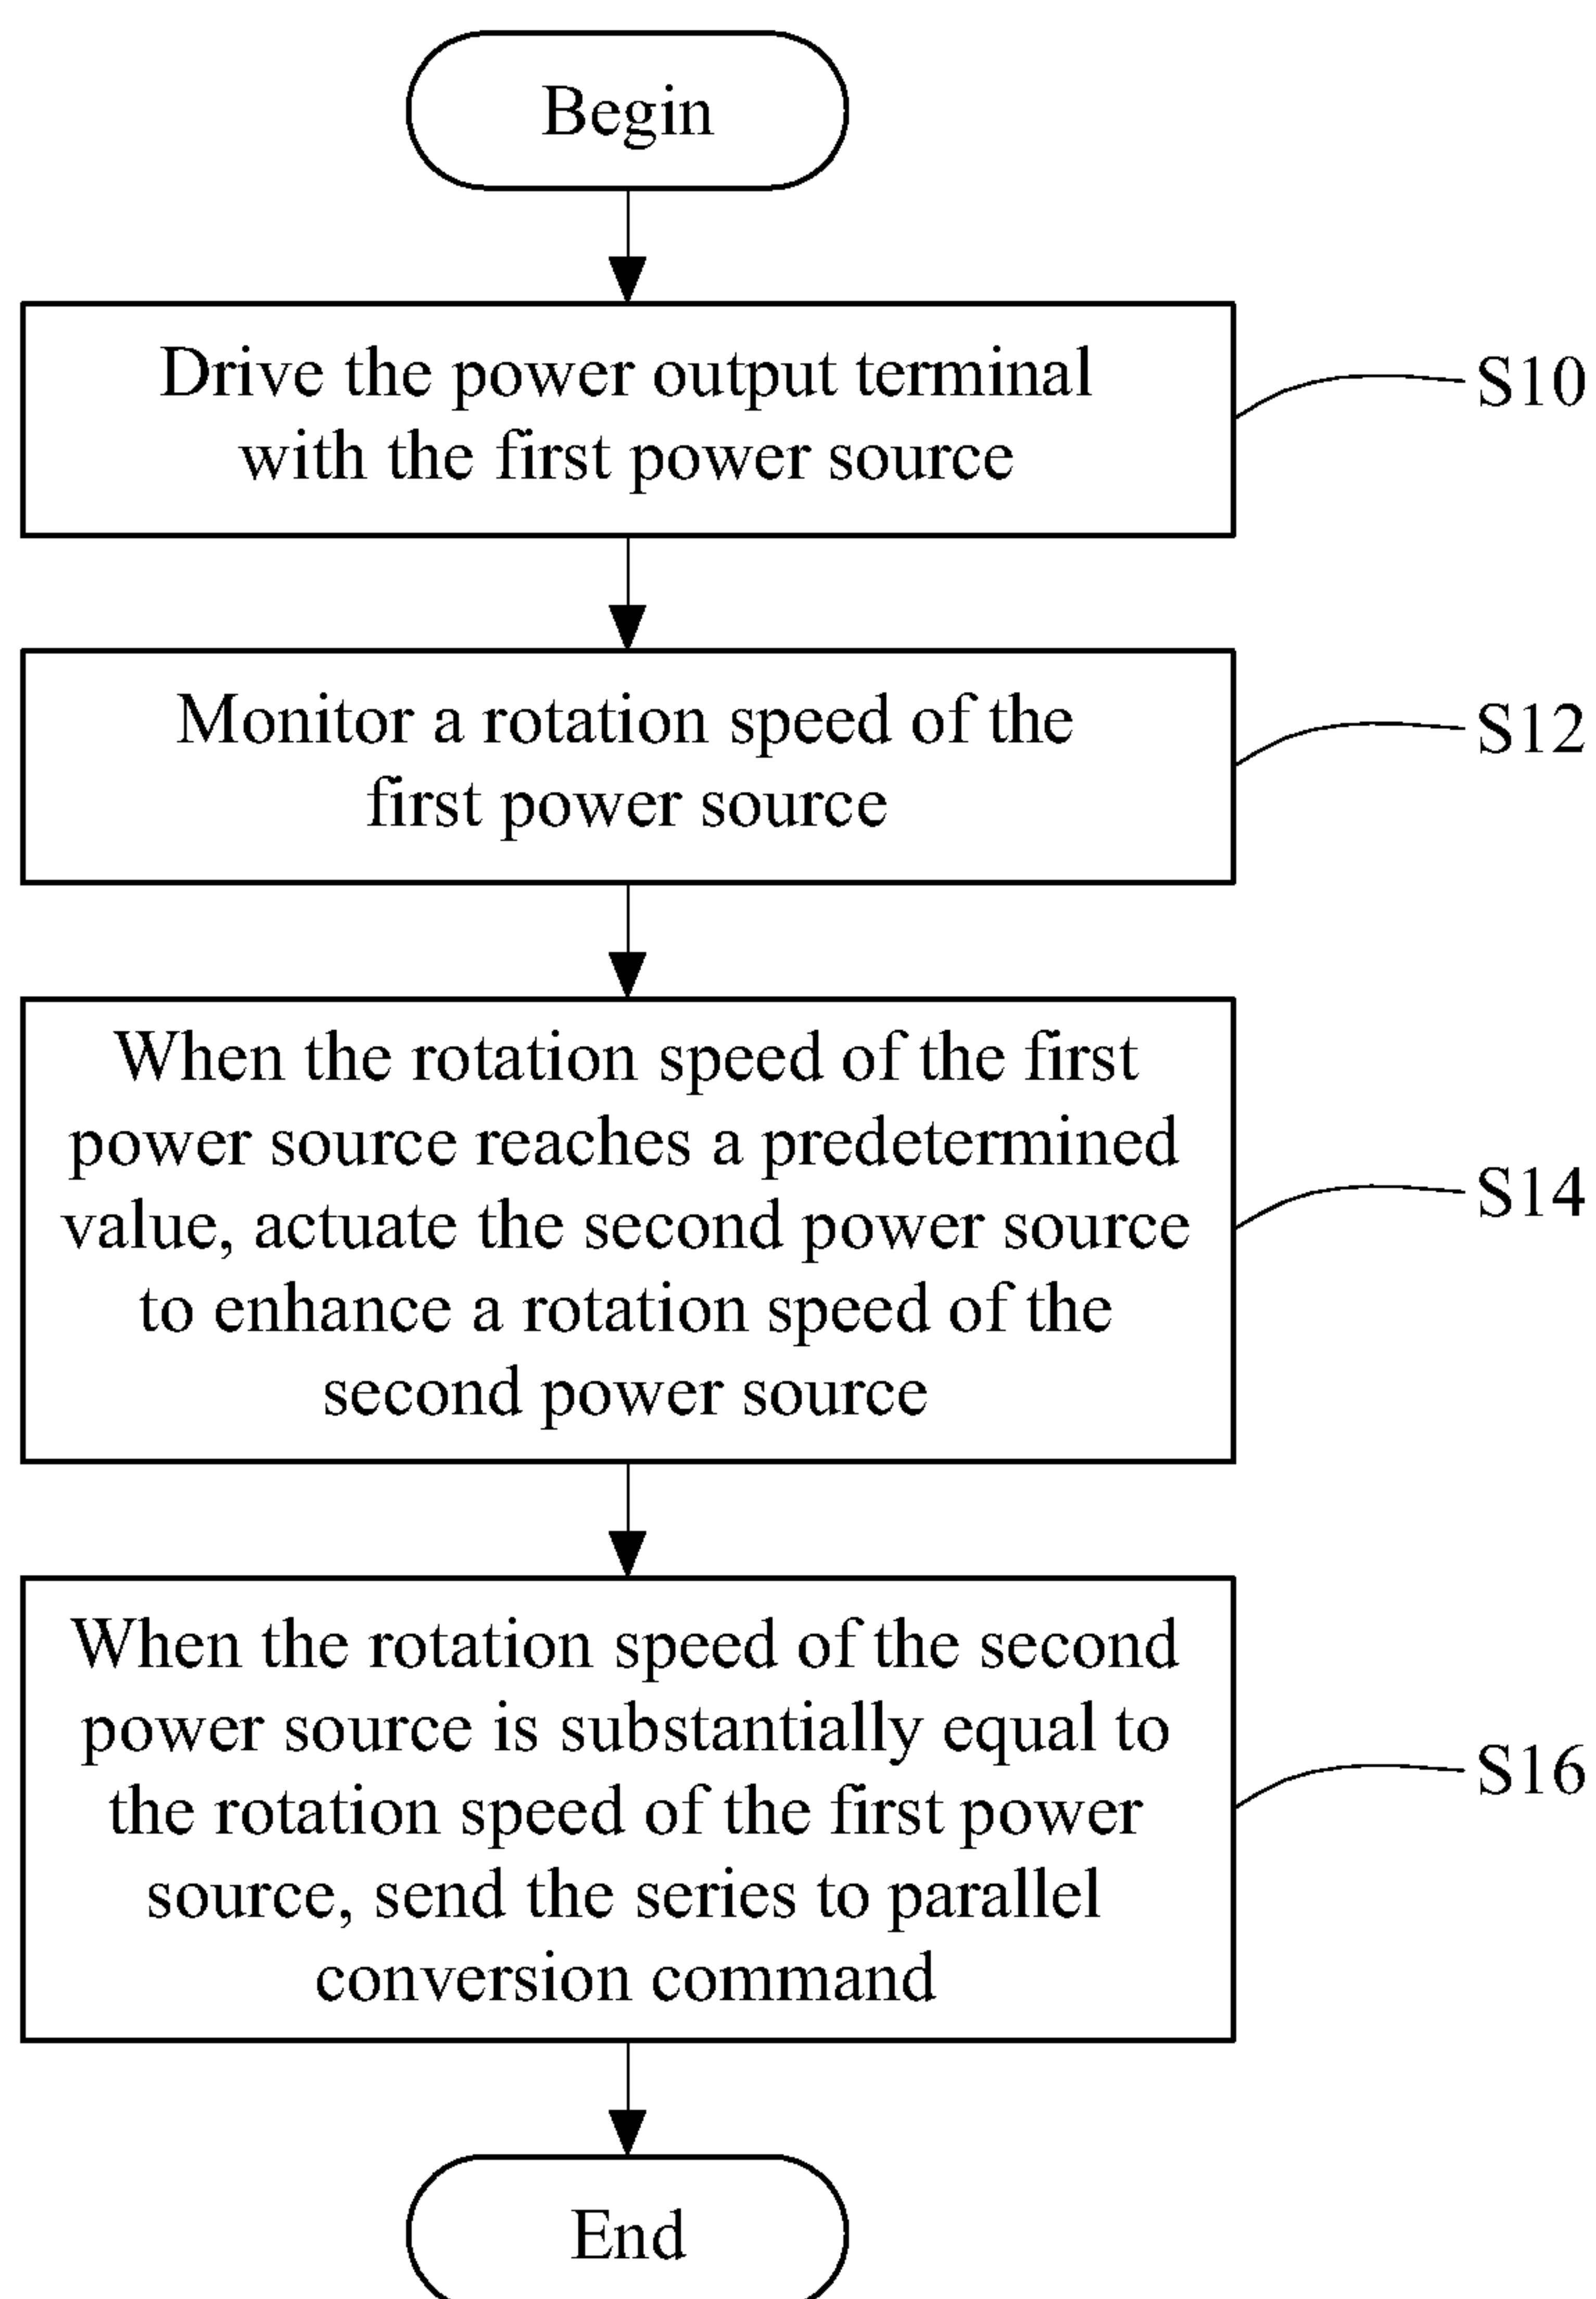 Begin
Drive the power output terminal
with the first power source
S10
Monitor a rotation speed of the
first power source
S12
When the rotation speed of the first
power source reaches a predetermined
value, actuate the second power source
to enhance a rotation speed of the
second power source
S14
When the rotation speed of the second
power source is substantially equal to
the rotation speed of the first power
source, send the series to parallel
conversion command
S16
End